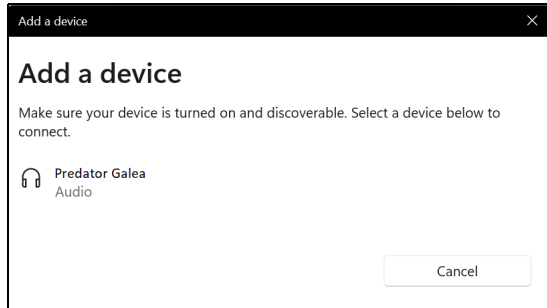 Add a device
Add a device
Make sure your device is turned on and discoverable. Select a device below to
connect.
Predator Galea
Audio
Cancel